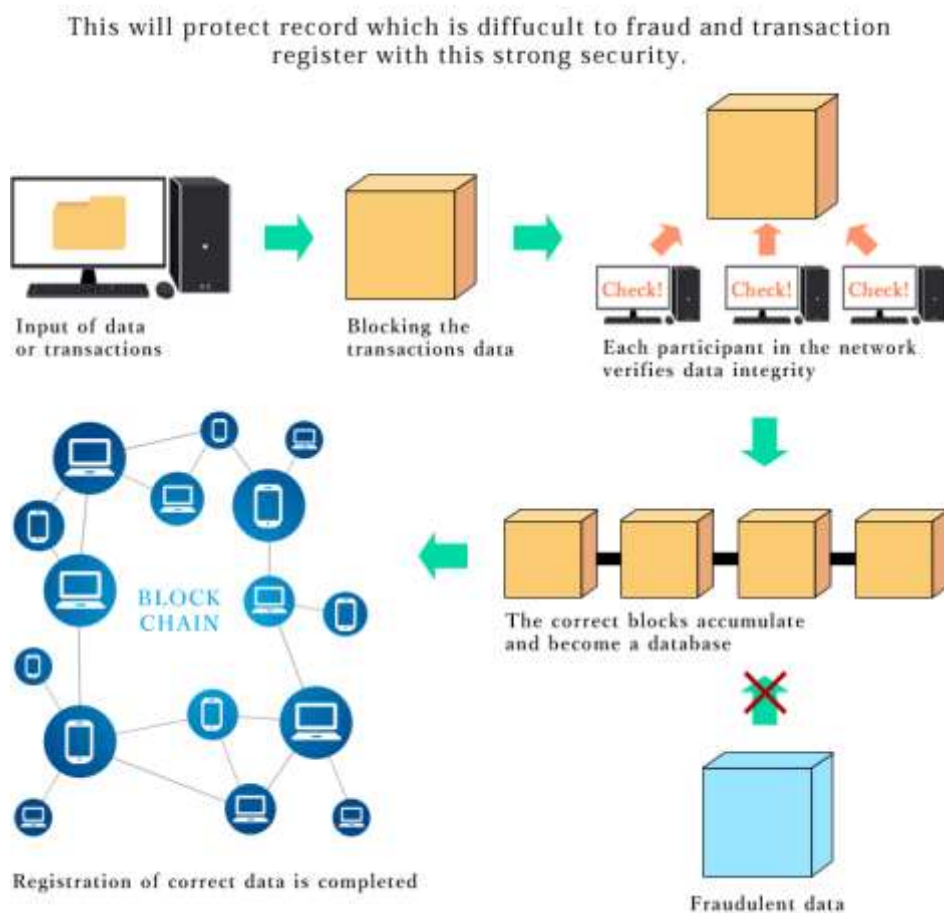 This will protect record which is diffucult to fraud and transaction
register with this strong security.
Input of data
or transactions
Blocking the
transactions data
Check!
Check!
Check!
Each participant in the network
verifies data integrity
The correct blocks accumulate
and become a database
BLOCK
CHAIN
Registration of correct data is completed
Fraudulent data